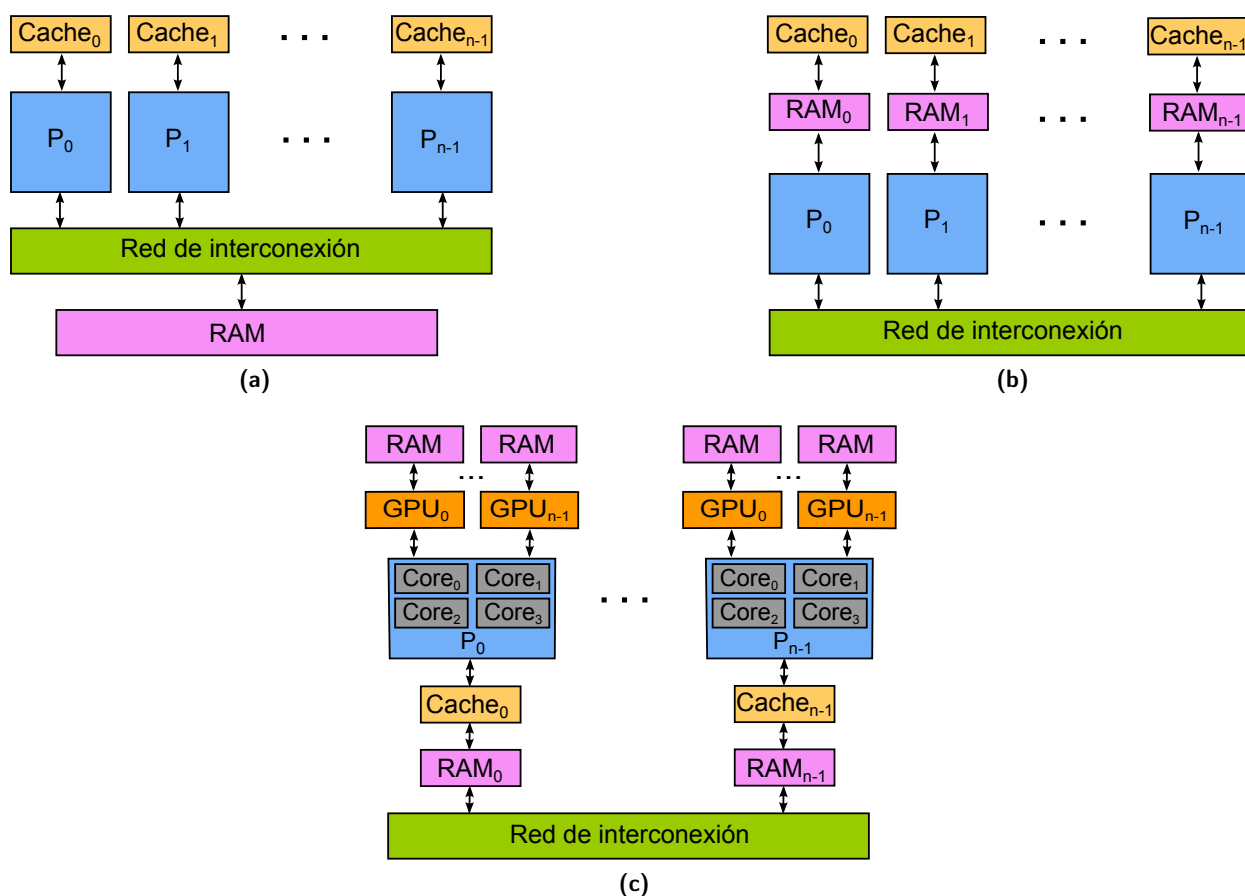 Cache₀ Cache₁ . . . Cacheₙ₋₁
P₀ P₁ . . . Pₙ₋₁
Red de interconexión
RAM
(a)
Cache₀ Cache₁ . . . Cacheₙ₋₁
RAM₀ RAM₁ . . . RAMₙ₋₁
P₀ P₁ . . . Pₙ₋₁
Red de interconexión
(b)
RAM RAM RAM RAM
... ...
GPU₀ GPUₙ₋₁ GPU₀ GPUₙ₋₁
Core₀ Core₁ . . . Core₀ Core₁
Core₂ Core₃ Core₂ Core₃
P₀ Pₙ₋₁
Cache₀ Cacheₙ₋₁
RAM₀ RAMₙ₋₁
Red de interconexión
(c)